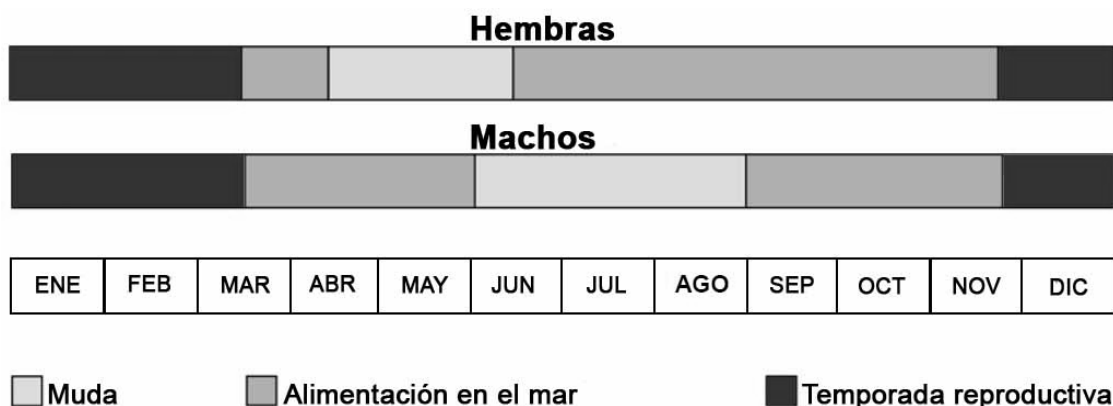 Hembras
Machos
ENE FEB MAR ABR MAY JUN JUL AGO SEP OCT NOV DIC
Muda Alimentación en el mar Temporada reproductiva